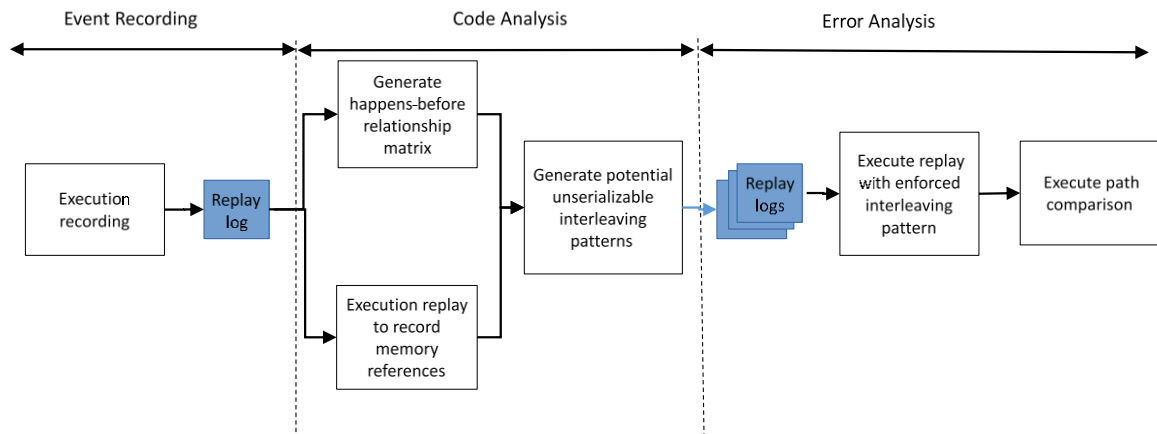 Event Recording
Code Analysis
Error Analysis
Execution
recording
Replay
log
Generate
happens-before
relationship
matrix
Execution replay
to record
memory
references
Generate potential
unserializable
interleaving
patterns
Replay
logs
Execute replay
with enforced
interleaving
pattern
Execute path
comparison